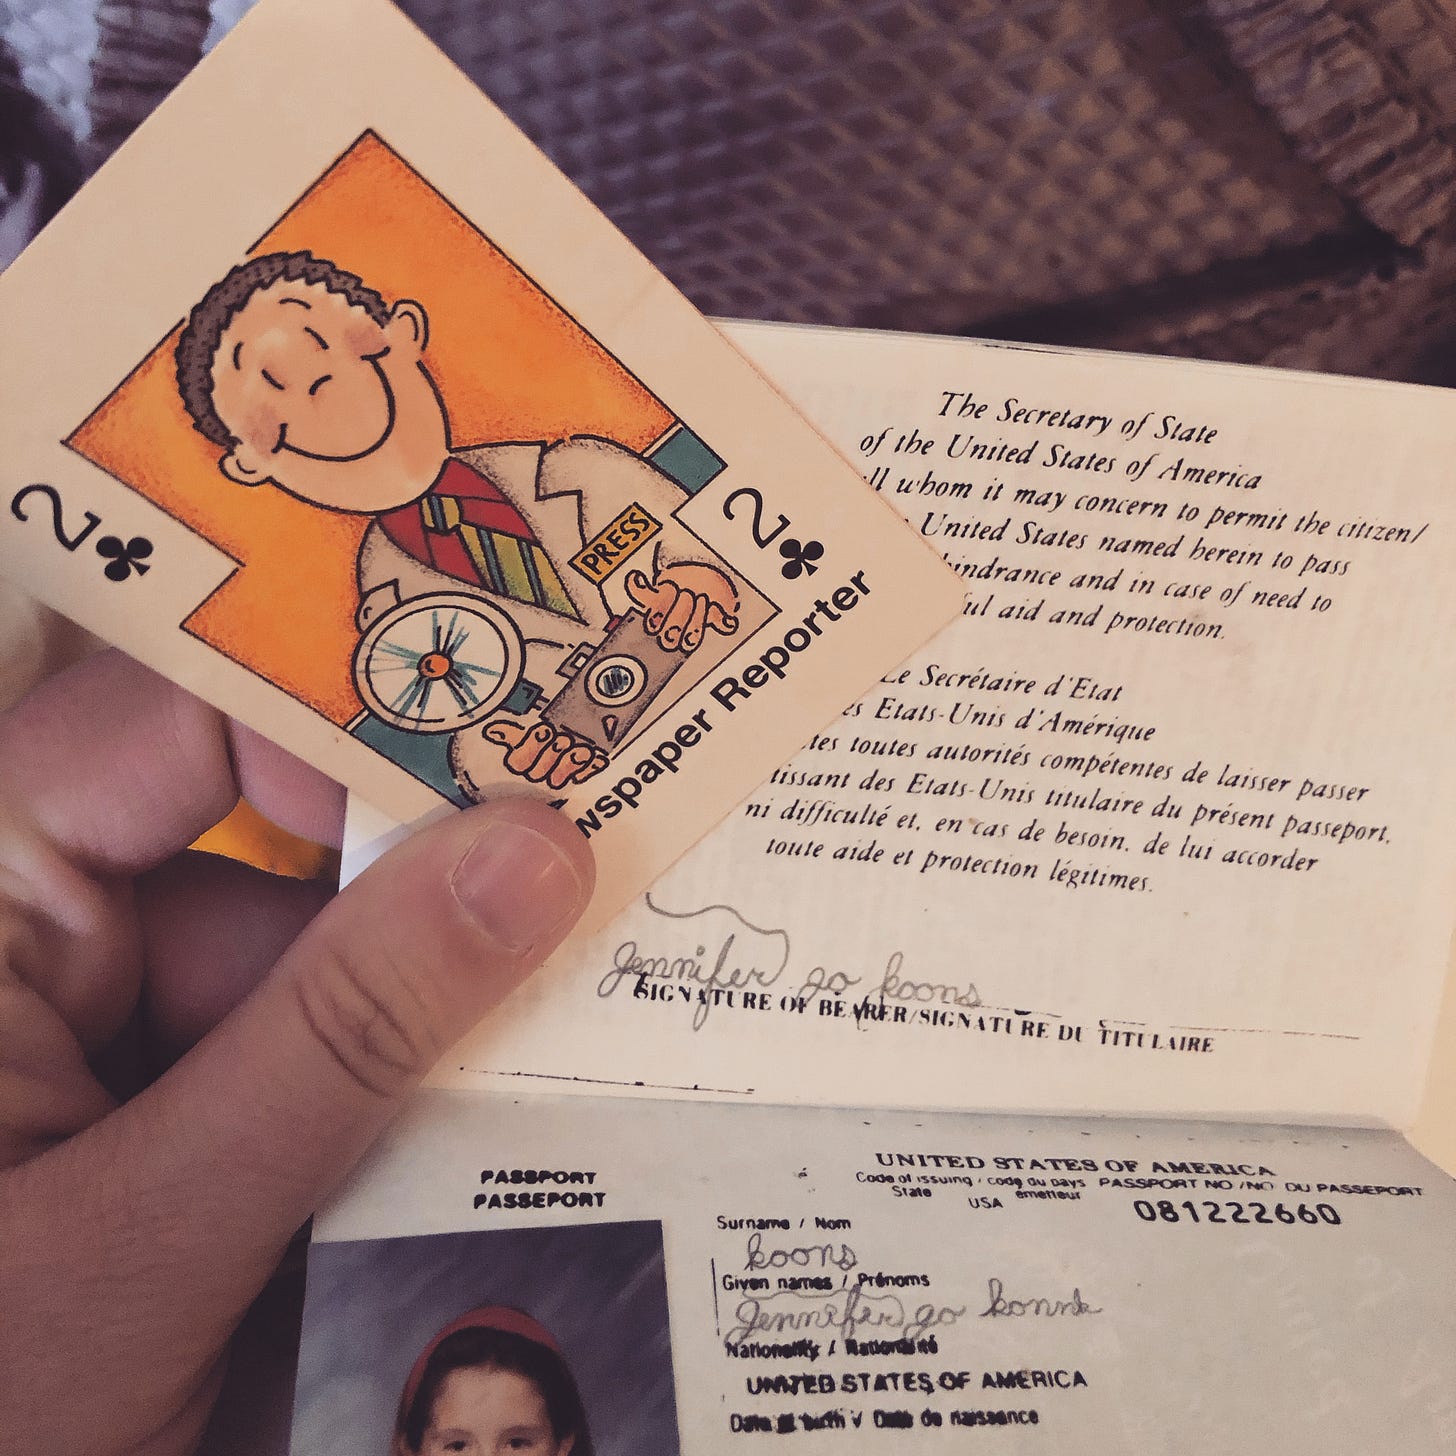 2♣
PRESS
2♣
wspaper Reporter
The Secretary of State
of the United States of America
ll whom it may concern to permit the citizen/
United States named herein to pass
hindrance and in case of need to
ful aid and protection.
Le Secrétaire d'Etat
es Etats-Unis d'Amérique
tes toutes autorités compétentes de laisser passer
tissant des Etats-Unis titulaire du présent passeport,
ni difficulté et, en cas de besoin, de lui accorder
toute aide et protection légitimes.
Jennifer go koons
SIGNATURE OF BEARER/SIGNATURE DU TITULAIRE
PASSPORT
PASSEPORT
UNITED STATES OF AMERICA
Code of issuing / code du pays PASSPORT NO./NO. DU PASSEPORT
State USA émetteur
081222660
Surname / Nom
koons
Given names / Prénoms
Jennifer go
Nationality / Nationalité
UNITED STATES OF AMERICA
Date of birth / Date de naissance